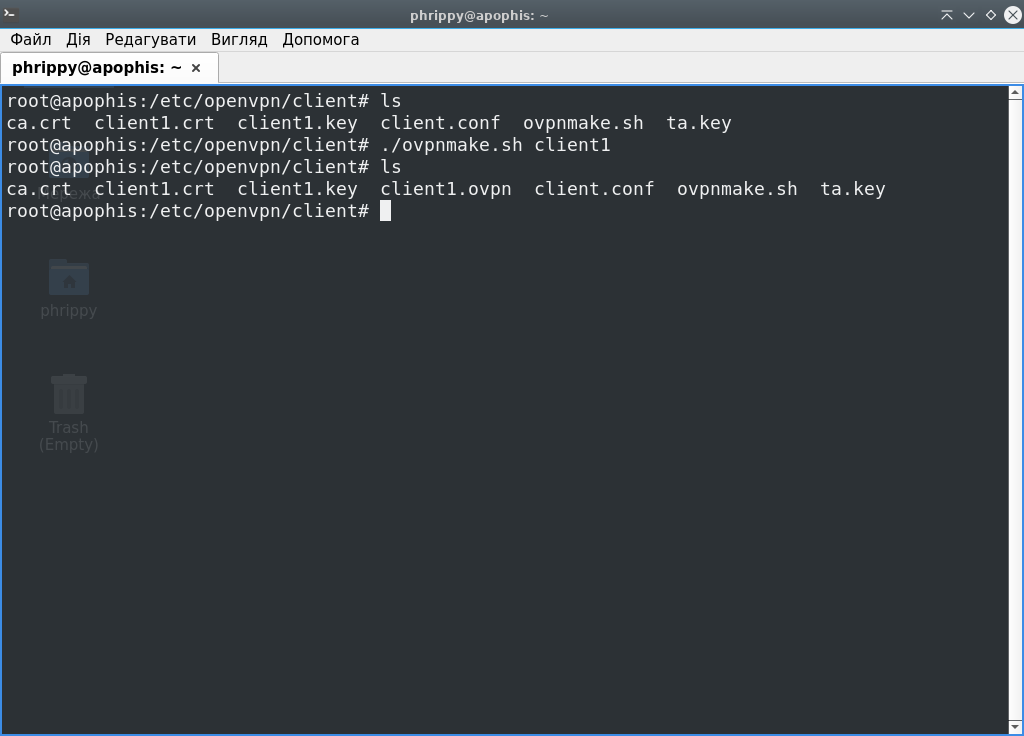 phrippy@apophis: ~
Файл Дія Редагувати Вигляд Допомога
phrippy@apophis: ~ ×
root@apophis:/etc/openvpn/client# ls
ca.crt  client1.crt  client1.key  client.conf  ovpnmake.sh  ta.key
root@apophis:/etc/openvpn/client# ./ovpnmake.sh client1
root@apophis:/etc/openvpn/client# ls
ca.crt  client1.crt  client1.key  client1.ovpn  client.conf  ovpnmake.sh  ta.key
Мережа
root@apophis:/etc/openvpn/client#
phrippy
Trash
(Empty)